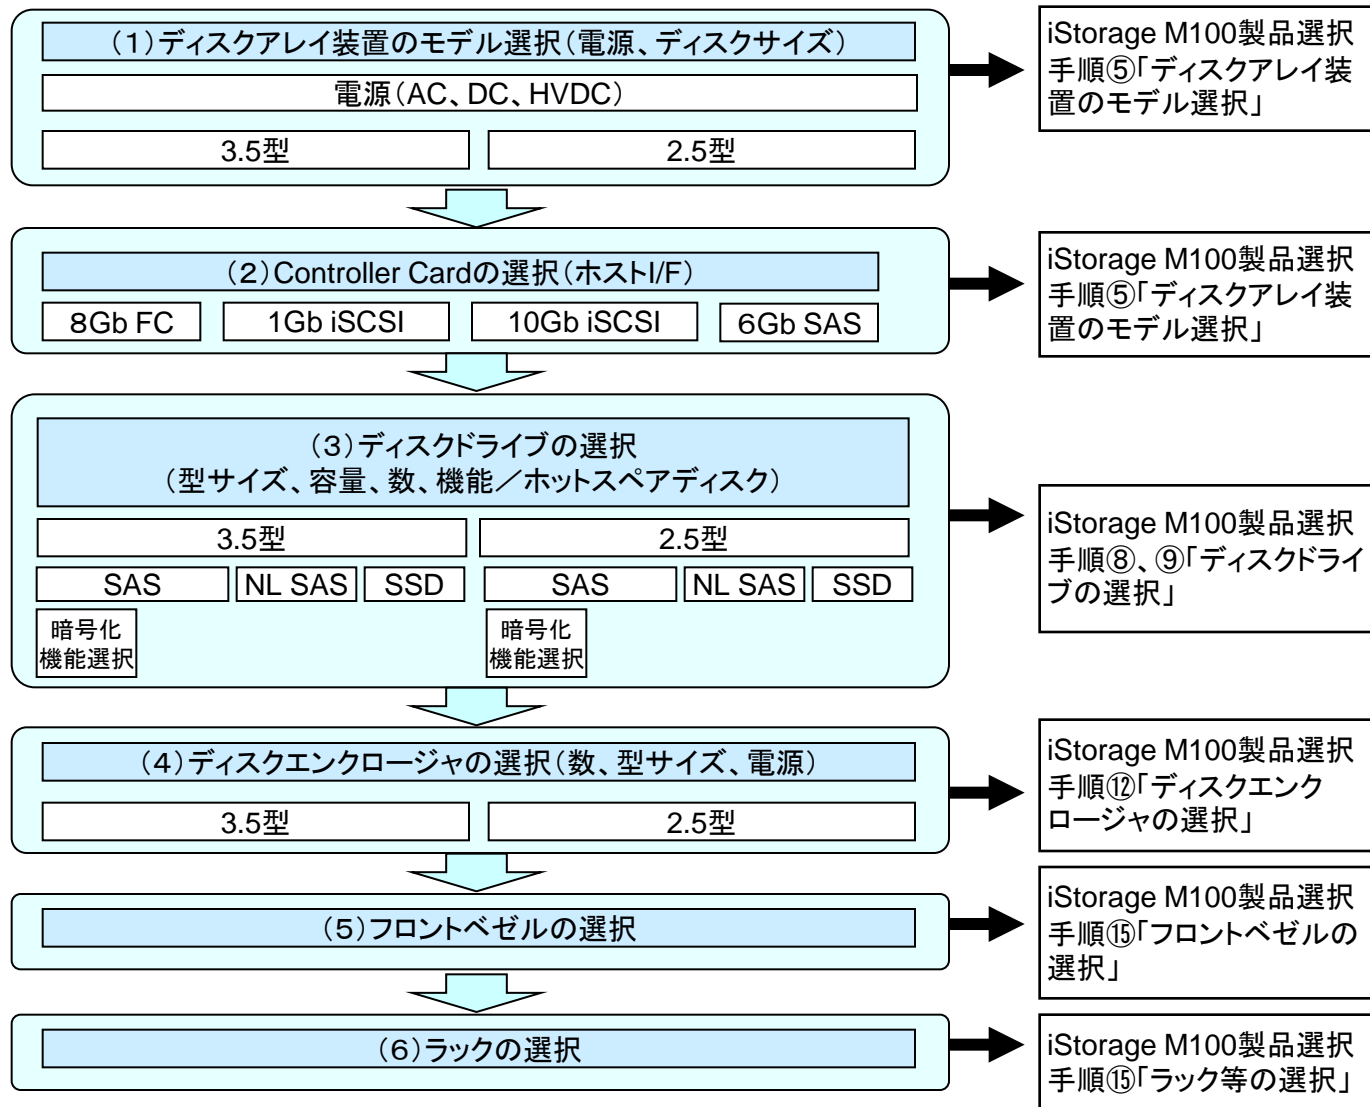 (1)ディスクアレイ装置のモデル選択(電源、ディスクサイズ)
電源(AC、DC、HVDC)
3.5型
2.5型
iStorage M100製品選択
手順⑤「ディスクアレイ装
置のモデル選択」
(2)Controller Cardの選択(ホストI/F)
8Gb FC
1Gb iSCSI
10Gb iSCSI
6Gb SAS
iStorage M100製品選択
手順⑤「ディスクアレイ装
置のモデル選択」
(3)ディスクドライブの選択
(型サイズ、容量、数、機能/ホットスペアディスク)
3.5型
2.5型
SAS
NL SAS
SSD
SAS
NL SAS
SSD
暗号化
機能選択
暗号化
機能選択
iStorage M100製品選択
手順⑧、⑨「ディスクドライ
ブの選択」
(4)ディスクエンクロージャの選択(数、型サイズ、電源)
3.5型
2.5型
iStorage M100製品選択
手順⑫「ディスクエンク
ロージャの選択」
(5)フロントベゼルの選択
iStorage M100製品選択
手順⑮「フロントベゼルの
選択」
(6)ラックの選択
iStorage M100製品選択
手順⑮「ラック等の選択」